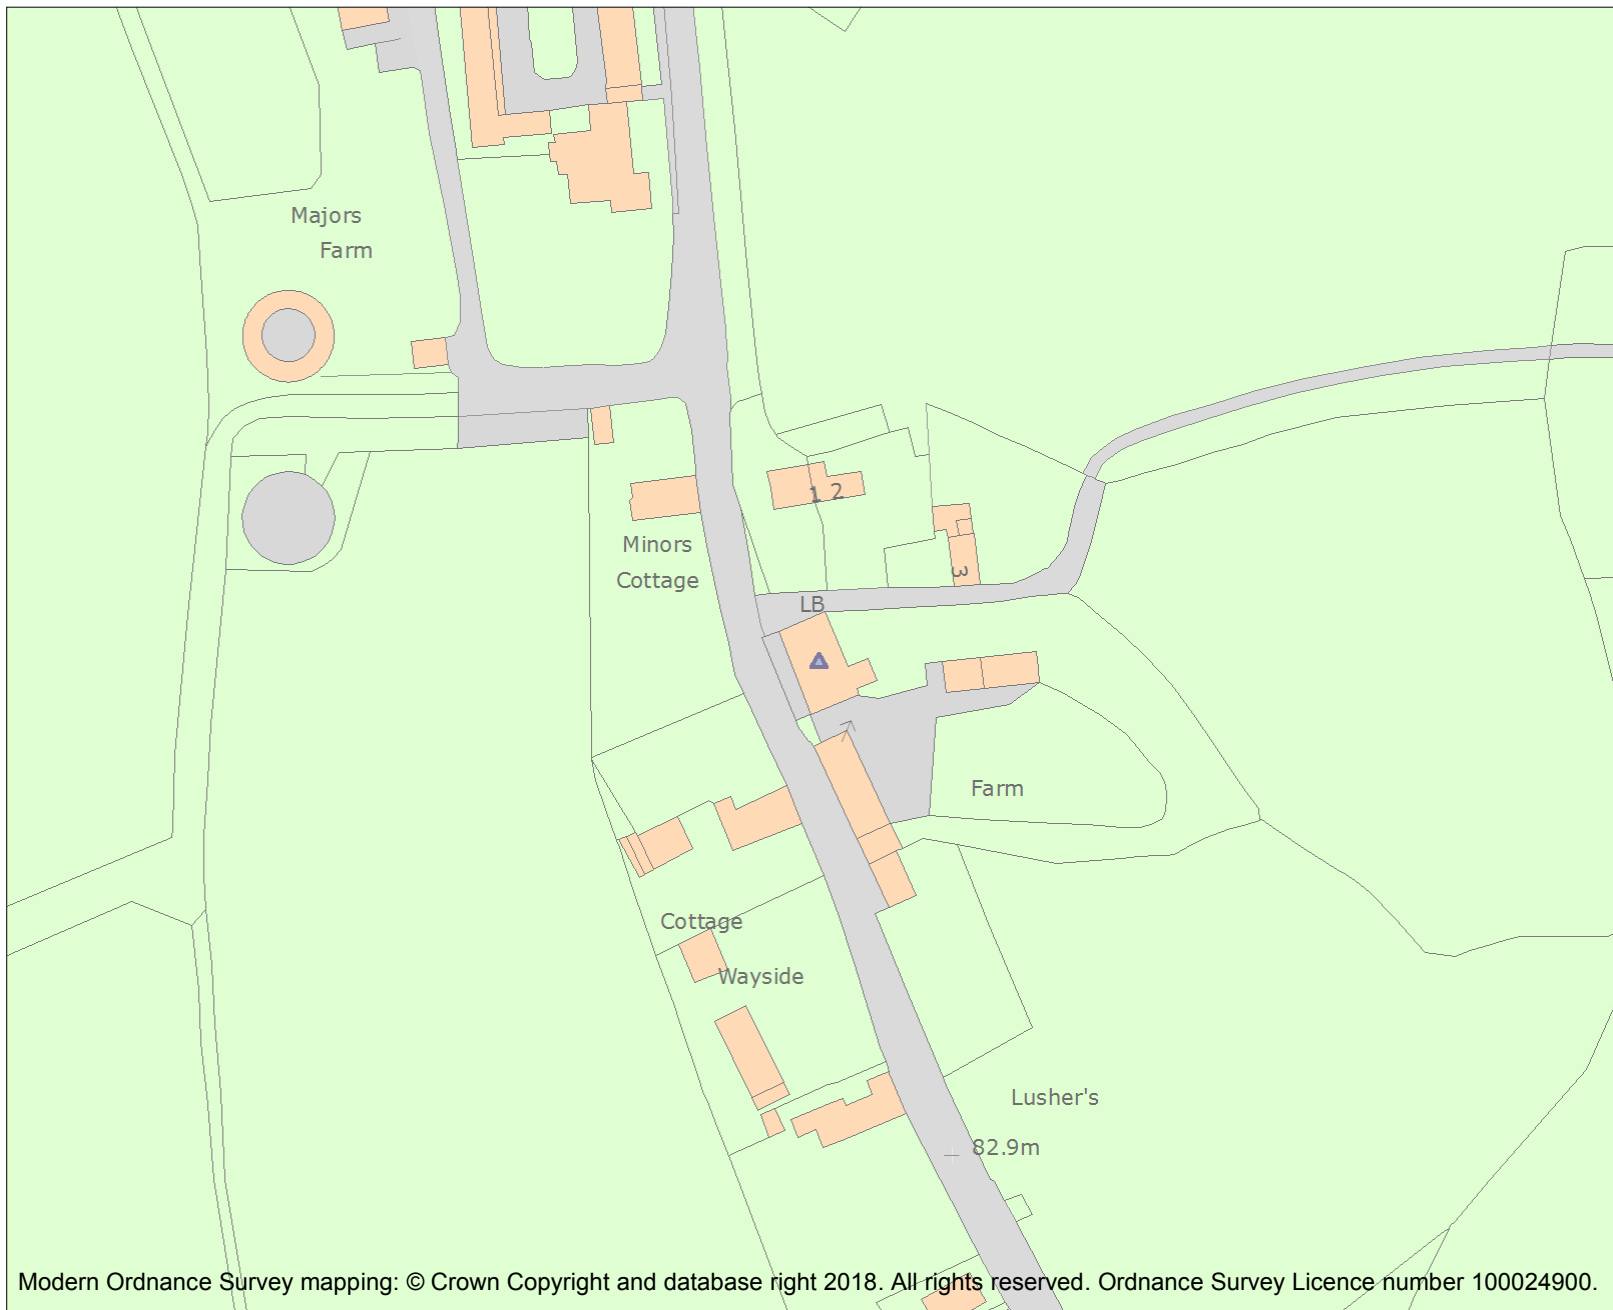 Majors
Farm
1 2
Minors
Cottage
3
LB
Farm
Cottage
Wayside
Lusher's
82.9m
Modern Ordnance Survey mapping: © Crown Copyright and database right 2018. All rights reserved. Ordnance Survey Licence number 100024900.